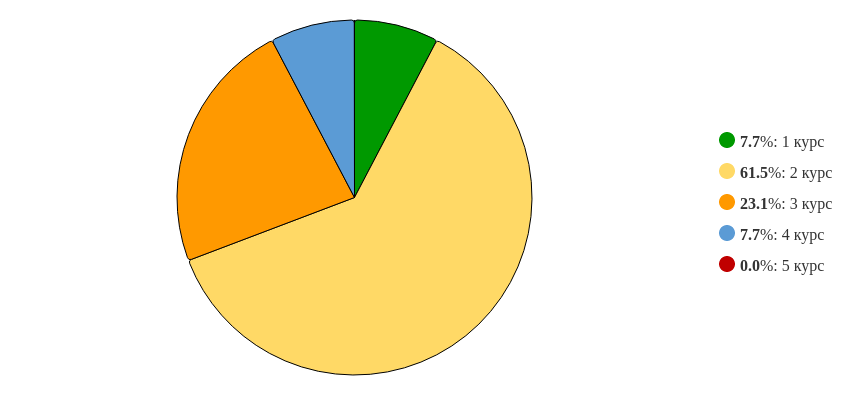 7.7%: 1 курс
61.5%: 2 курс
23.1%: 3 курс
7.7%: 4 курс
0.0%: 5 курс